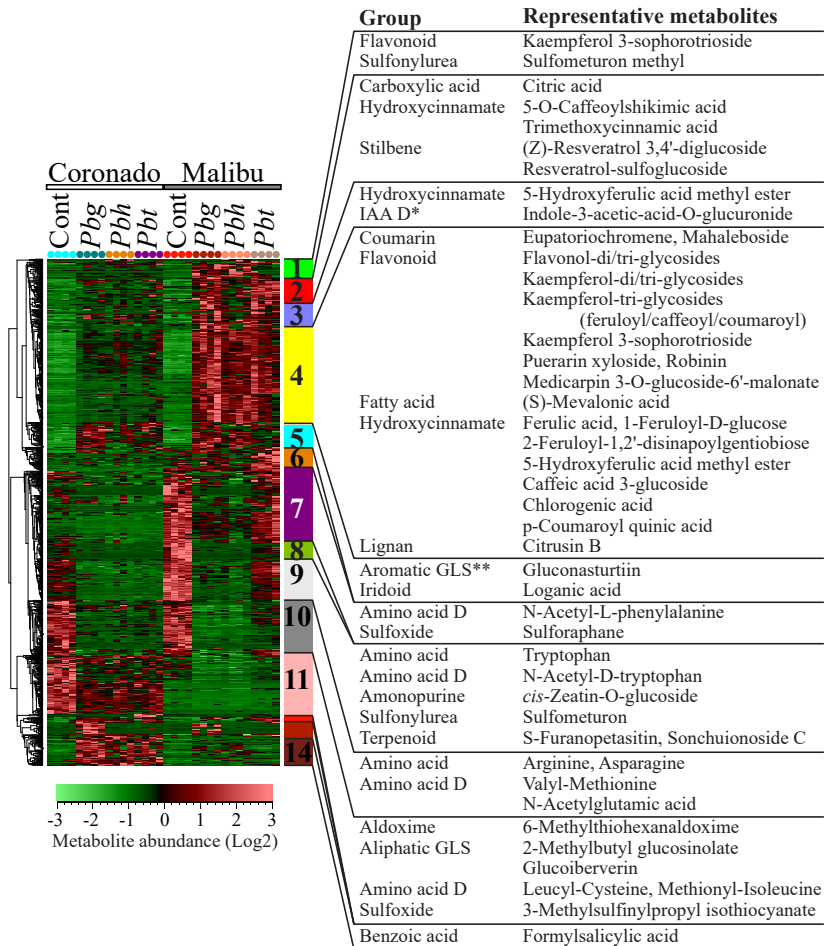 Group Representative metabolites
Flavonoid Kaempferol 3-sophorotrioside
Sulfonylurea Sulfometuron methyl
Carboxylic acid Citric acid
Hydroxycinnamate 5-O-Caffeoylshikimic acid
Trimethoxycinnamic acid
Stilbene (Z)-Resveratrol 3,4'-diglucoside
Resveratrol-sulfoglucoside
Hydroxycinnamate 5-Hydroxyferulic acid methyl ester
IAA D* Indole-3-acetic-acid-O-glucuronide
Coumarin Eupatoriochromene, Mahaleboside
Flavonoid Flavonol-di/tri-glycosides
Kaempferol-di/tri-glycosides
Kaempferol-tri-glycosides
(feruloyl/caffeoyl/coumaroyl)
Kaempferol 3-sophorotrioside
Puerarin xyloside, Robinin
Medicarpin 3-O-glucoside-6'-malonate
Fatty acid (S)-Mevalonic acid
Hydroxycinnamate Ferulic acid, 1-Feruloyl-D-glucose
2-Feruloyl-1,2'-disinapoylgentiobiose
5-Hydroxyferulic acid methyl ester
Caffeic acid 3-glucoside
Chlorogenic acid
p-Coumaroyl quinic acid
Lignan Citrusin B
Aromatic GLS** Gluconasturtiin
Iridoid Loganic acid
Amino acid D N-Acetyl-L-phenylalanine
Sulfoxide Sulforaphane
Amino acid Tryptophan
Amino acid D N-Acetyl-D-tryptophan
Amonopurine cis-Zeatin-O-glucoside
Sulfonylurea Sulfometuron
Terpenoid S-Furanopetasitin, Sonchuionoside C
Amino acid Arginine, Asparagine
Amino acid D Valyl-Methionine
N-Acetylglutamic acid
Aldoxime 6-Methylthiohexanaldoxime
Aliphatic GLS 2-Methylbutyl glucosinolate
Glucoiberverin
Amino acid D Leucyl-Cysteine, Methionyl-Isoleucine
Sulfoxide 3-Methylsulfinylpropyl isothiocyanate
Benzoic acid Formylsalicylic acid
Coronado Malibu
Cont Pbg Pbh Pbt Cont Pbg Pbh Pbt
1
2
3
4
5
6
7
8
9
10
11
14
-3 -2 -1 0 1 2 3
Metabolite abundance (Log2)